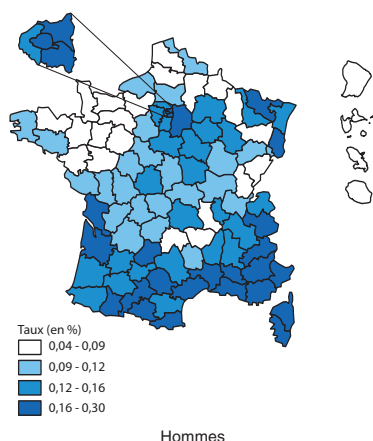 Taux (en %)
0,04 - 0,09
0,09 - 0,12
0,12 - 0,16
0,16 - 0,30
Hommes